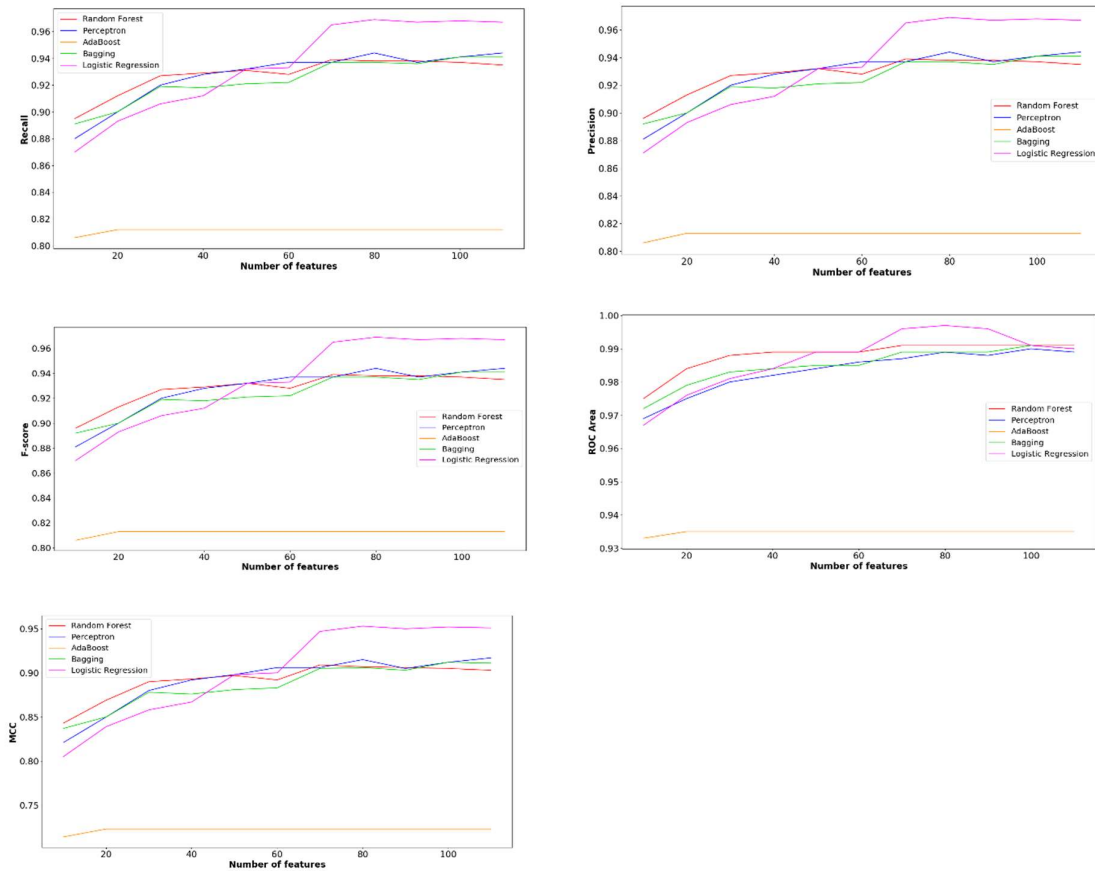 Random Forest
Perceptron
AdaBoost
Bagging
Logistic Regression
0.96
0.94
0.92
0.90
0.88
0.86
0.84
0.82
0.80
Recall
20
40
60
80
100
Number of features
0.96
0.94
0.92
0.90
0.88
0.86
0.84
0.82
0.80
Precision
Random Forest
Perceptron
AdaBoost
Bagging
Logistic Regression
20
40
60
80
100
Number of features
0.96
0.94
0.92
0.90
0.88
0.86
0.84
0.82
0.80
F-score
Random Forest
Perceptron
AdaBoost
Bagging
Logistic Regression
20
40
60
80
100
Number of features
1.00
0.99
0.98
0.97
0.96
0.95
0.94
0.93
ROC Area
Random Forest
Perceptron
AdaBoost
Bagging
Logistic Regression
20
40
60
80
100
Number of features
Random Forest
Perceptron
AdaBoost
Bagging
Logistic Regression
0.95
0.90
0.85
0.80
0.75
MCC
20
40
60
80
100
Number of features